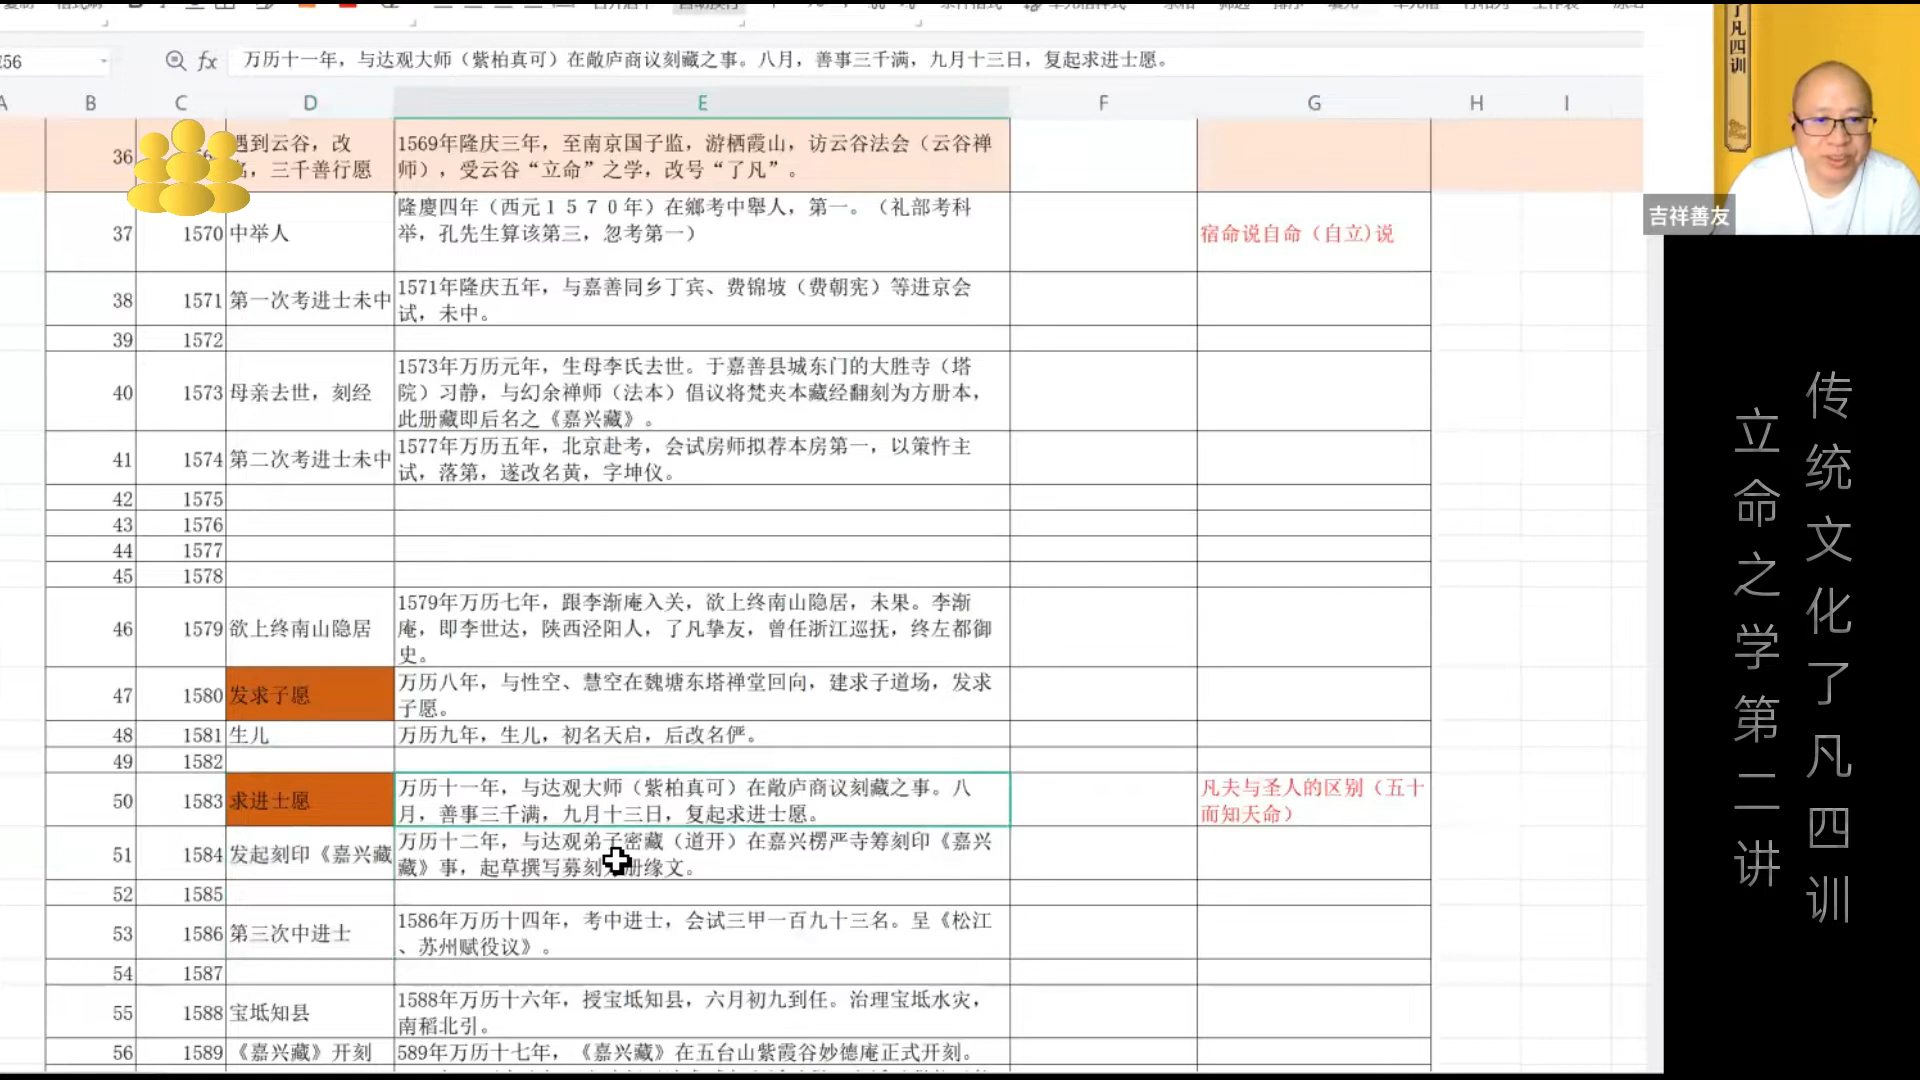 56
fx
万历十一年，与达观大师（紫柏真可）在敞庐商议刻藏之事。八月，善事三千满，九月十三日，复起求进士愿。
A B C D E F G H I
36
遇到云谷，改
，三千善行愿
1569年隆庆三年，至南京国子监，游栖霞山，访云谷法会（云谷禅
师），受云谷“立命”之学，改号“了凡”。
37 1570 中举人
隆慶四年（西元１５７０年）在鄉考中舉人，第一。（礼部考科
举，孔先生算该第三，忽考第一）
宿命说自命（自立)说
38 1571 第一次考进士未中
1571年隆庆五年，与嘉善同乡丁宾、费锦坡（费朝宪）等进京会
试，未中。
39 1572
40 1573 母亲去世，刻经
1573年万历元年，生母李氏去世。于嘉善县城东门的大胜寺（塔
院）习静，与幻余禅师（法本）倡议将梵夹本藏经翻刻为方册本，
此册藏即后名之《嘉兴藏》。
41 1574 第二次考进士未中
1577年万历五年，北京赴考，会试房师拟荐本房第一，以策忤主
试，落第，遂改名黄，字坤仪。
42 1575
43 1576
44 1577
45 1578
46 1579 欲上终南山隐居
1579年万历七年，跟李渐庵入关，欲上终南山隐居，未果。李渐
庵，即李世达，陕西泾阳人，了凡挚友，曾任浙江巡抚，终左都御
史。
47 1580 发求子愿
万历八年，与性空、慧空在魏塘东塔禅堂回向，建求子道场，发求
子愿。
48 1581 生儿
万历九年，生儿，初名天启，后改名俨。
49 1582
50 1583 求进士愿
万历十一年，与达观大师（紫柏真可）在敞庐商议刻藏之事。八
月，善事三千满，九月十三日，复起求进士愿。
凡夫与圣人的区别（五十
而知天命）
51 1584 发起刻印《嘉兴藏
万历十二年，与达观弟子密藏（道开）在嘉兴楞严寺筹刻印《嘉兴
藏》事，起草撰写募刻册缘文。
52 1585
53 1586 第三次中进士
1586年万历十四年，考中进士，会试三甲一百九十三名。呈《松江
、苏州赋役议》。
54 1587
55 1588 宝坻知县
1588年万历十六年，授宝坻知县，六月初九到任。治理宝坻水灾，
南稻北引。
56 1589 《嘉兴藏》开刻
589年万历十七年，《嘉兴藏》在五台山紫霞谷妙德庵正式开刻。
了凡四训
吉祥善友
传统文化了凡四训
立命之学第二讲